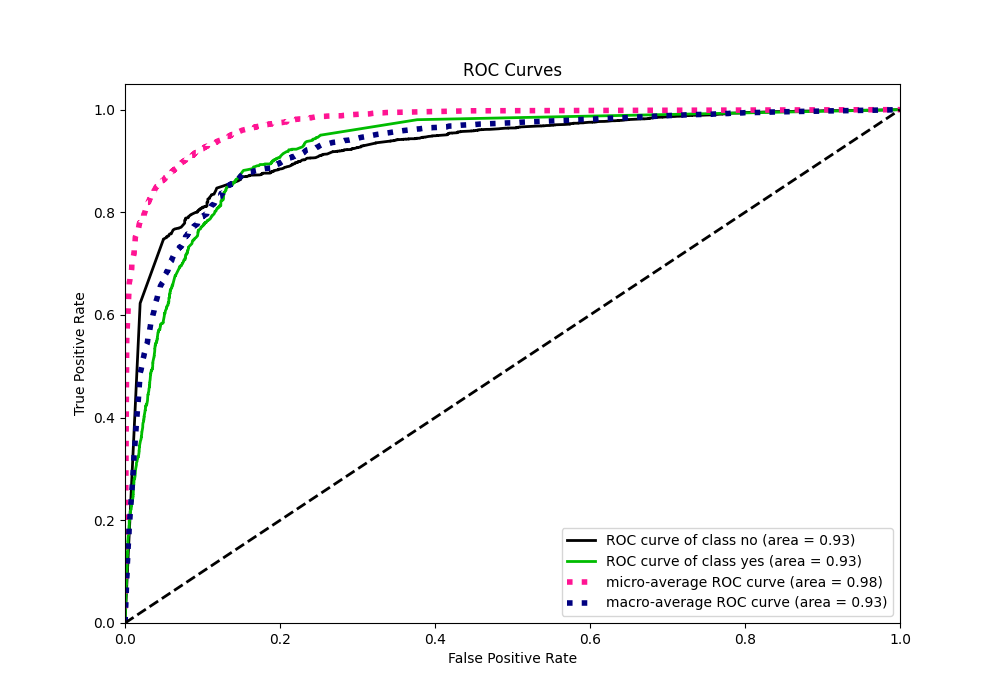 ROC Curves
1.0
0.8
0.6
0.4
0.2
0.0
True Positive Rate
ROC curve of class no (area = 0.93)
ROC curve of class yes (area = 0.93)
micro-average ROC curve (area = 0.98)
macro-average ROC curve (area = 0.93)
0.0 0.2 0.4 0.6 0.8 1.0
False Positive Rate